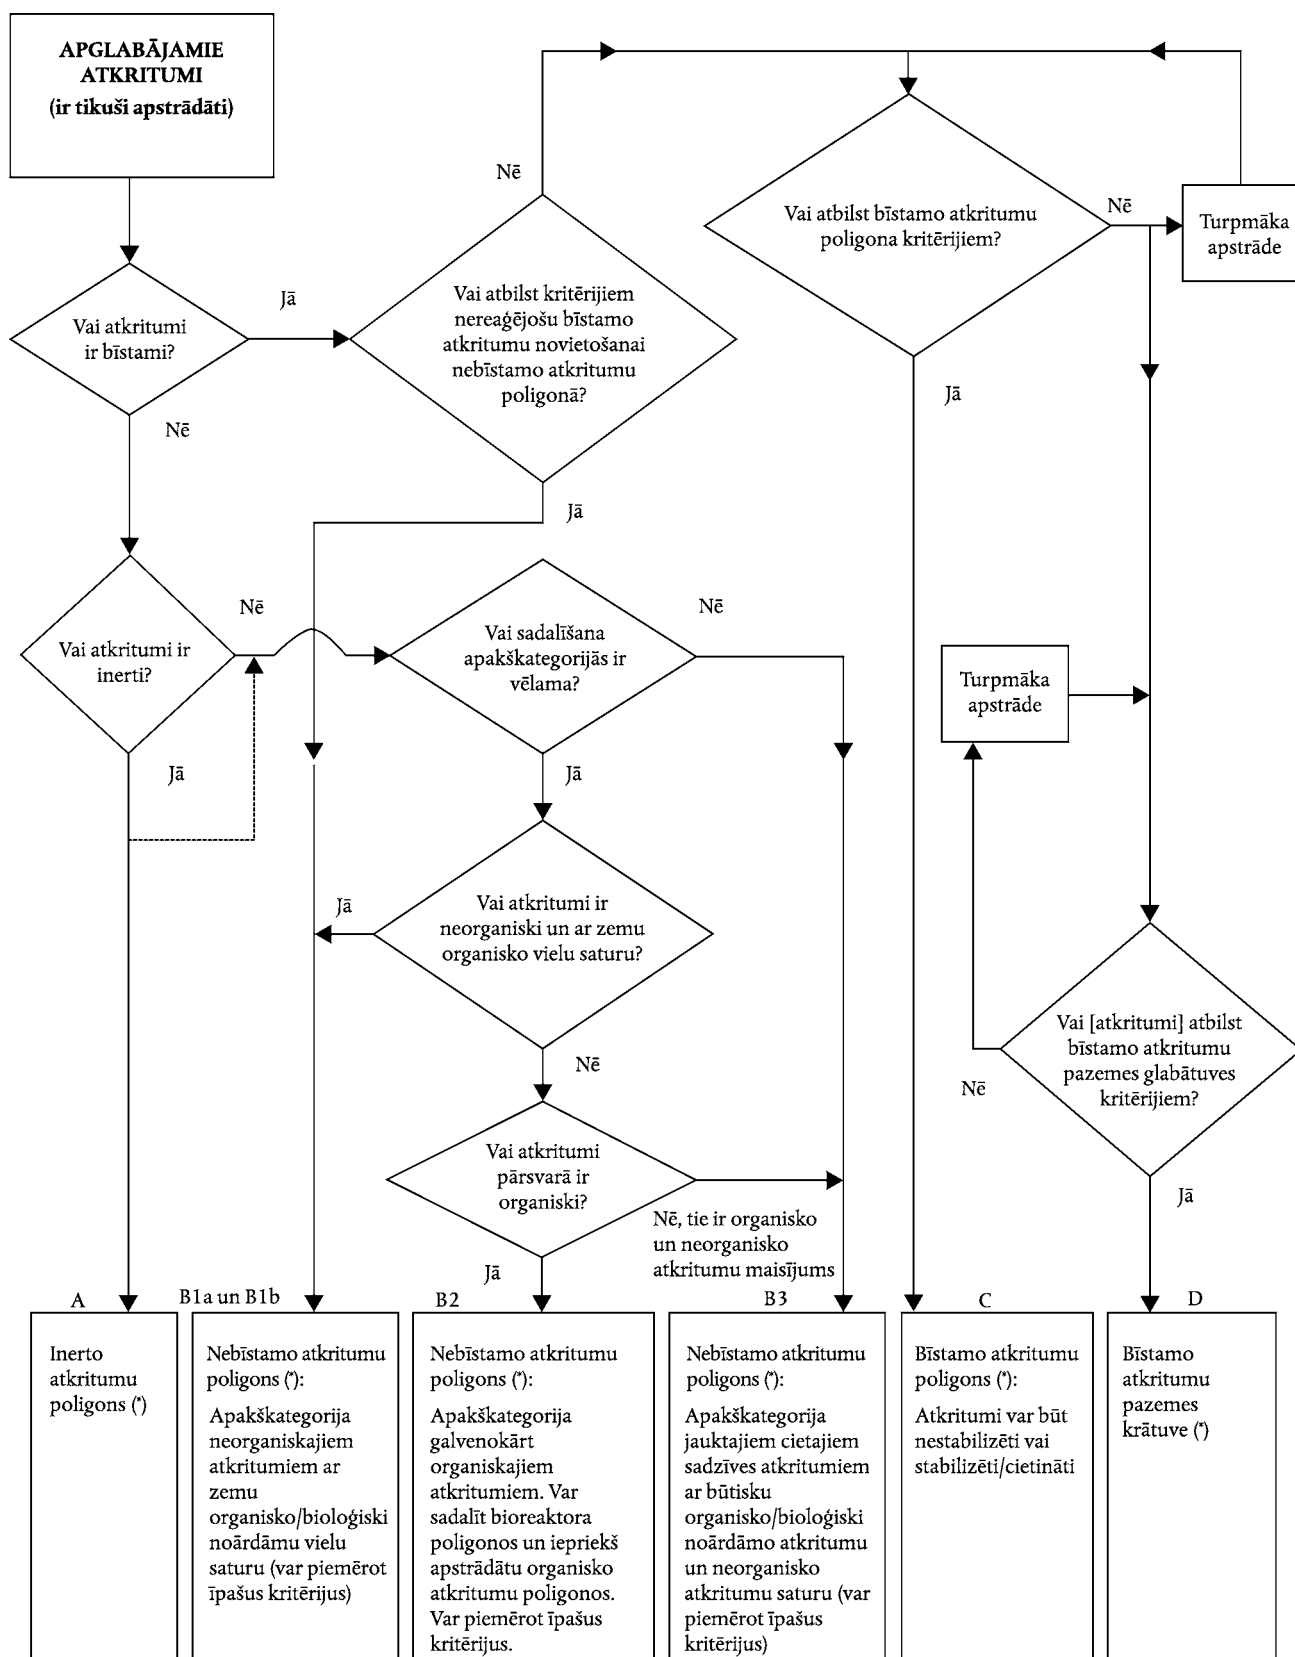 APGLABĀJAMIE
ATKRITUMI
(ir tikuši apstrādāti)
Nē
Vai atbilst bīstamo atkritumu
poligona kritērijiem?
Nē
Turpmāka
apstrāde
Vai atkritumi
ir bīstami?
Jā
Vai atbilst kritērijiem
nereaģējošu bīstamo
atkritumu novietošanai
nebīstamo atkritumu
poligonā?
Jā
Nē
Jā
Vai atkritumi ir
inerti?
Nē
Vai sadalīšana
apakškategorijās ir
vēlama?
Nē
Turpmāka
apstrāde
Jā
Jā
Vai atkritumi ir
neorganiski un ar zemu
organisko vielu saturu?
Jā
Nē
Vai [atkritumi] atbilst
bīstamo atkritumu
pazemes glabātuves
kritērijiem?
Nē
Jā
Vai atkritumi
pārsvarā ir
organiski?
Nē, tie ir organisko
un neorganisko
atkritumu maisījums
Jā
A
Inerto
atkritumu
poligons (*)
B1a un B1b
Nebīstamo atkritumu
poligons (*):
Apakškategorija
neorganiskajiem
atkritumiem ar
zemu
organisko/bioloģiski
noārdāmu vielu
saturu (var piemērot
īpašus kritērijus)
B2
Nebīstamo atkritumu
poligons (*):
Apakškategorija
galvenokārt
organiskajiem
atkritumiem. Var
sadalīt bioreaktora
poligonos un iepriekš
apstrādātu organisko
atkritumu poligonos.
Var piemērot īpašus
kritērijus.
B3
Nebīstamo atkritumu
poligons (*):
Apakškategorija
jauktajiem cietajiem
sadzīves atkritumiem
ar būtisku
organisko/bioloģiski
noārdāmo atkritumu
un neorganisko
atkritumu saturu (var
piemērot īpašus
kritērijus)
C
Bīstamo atkritumu
poligons (*):
Atkritumi var būt
nestabilizēti vai
stabilizēti/cietināti
D
Bīstamo
atkritumu
pazemes
krātuve (*)